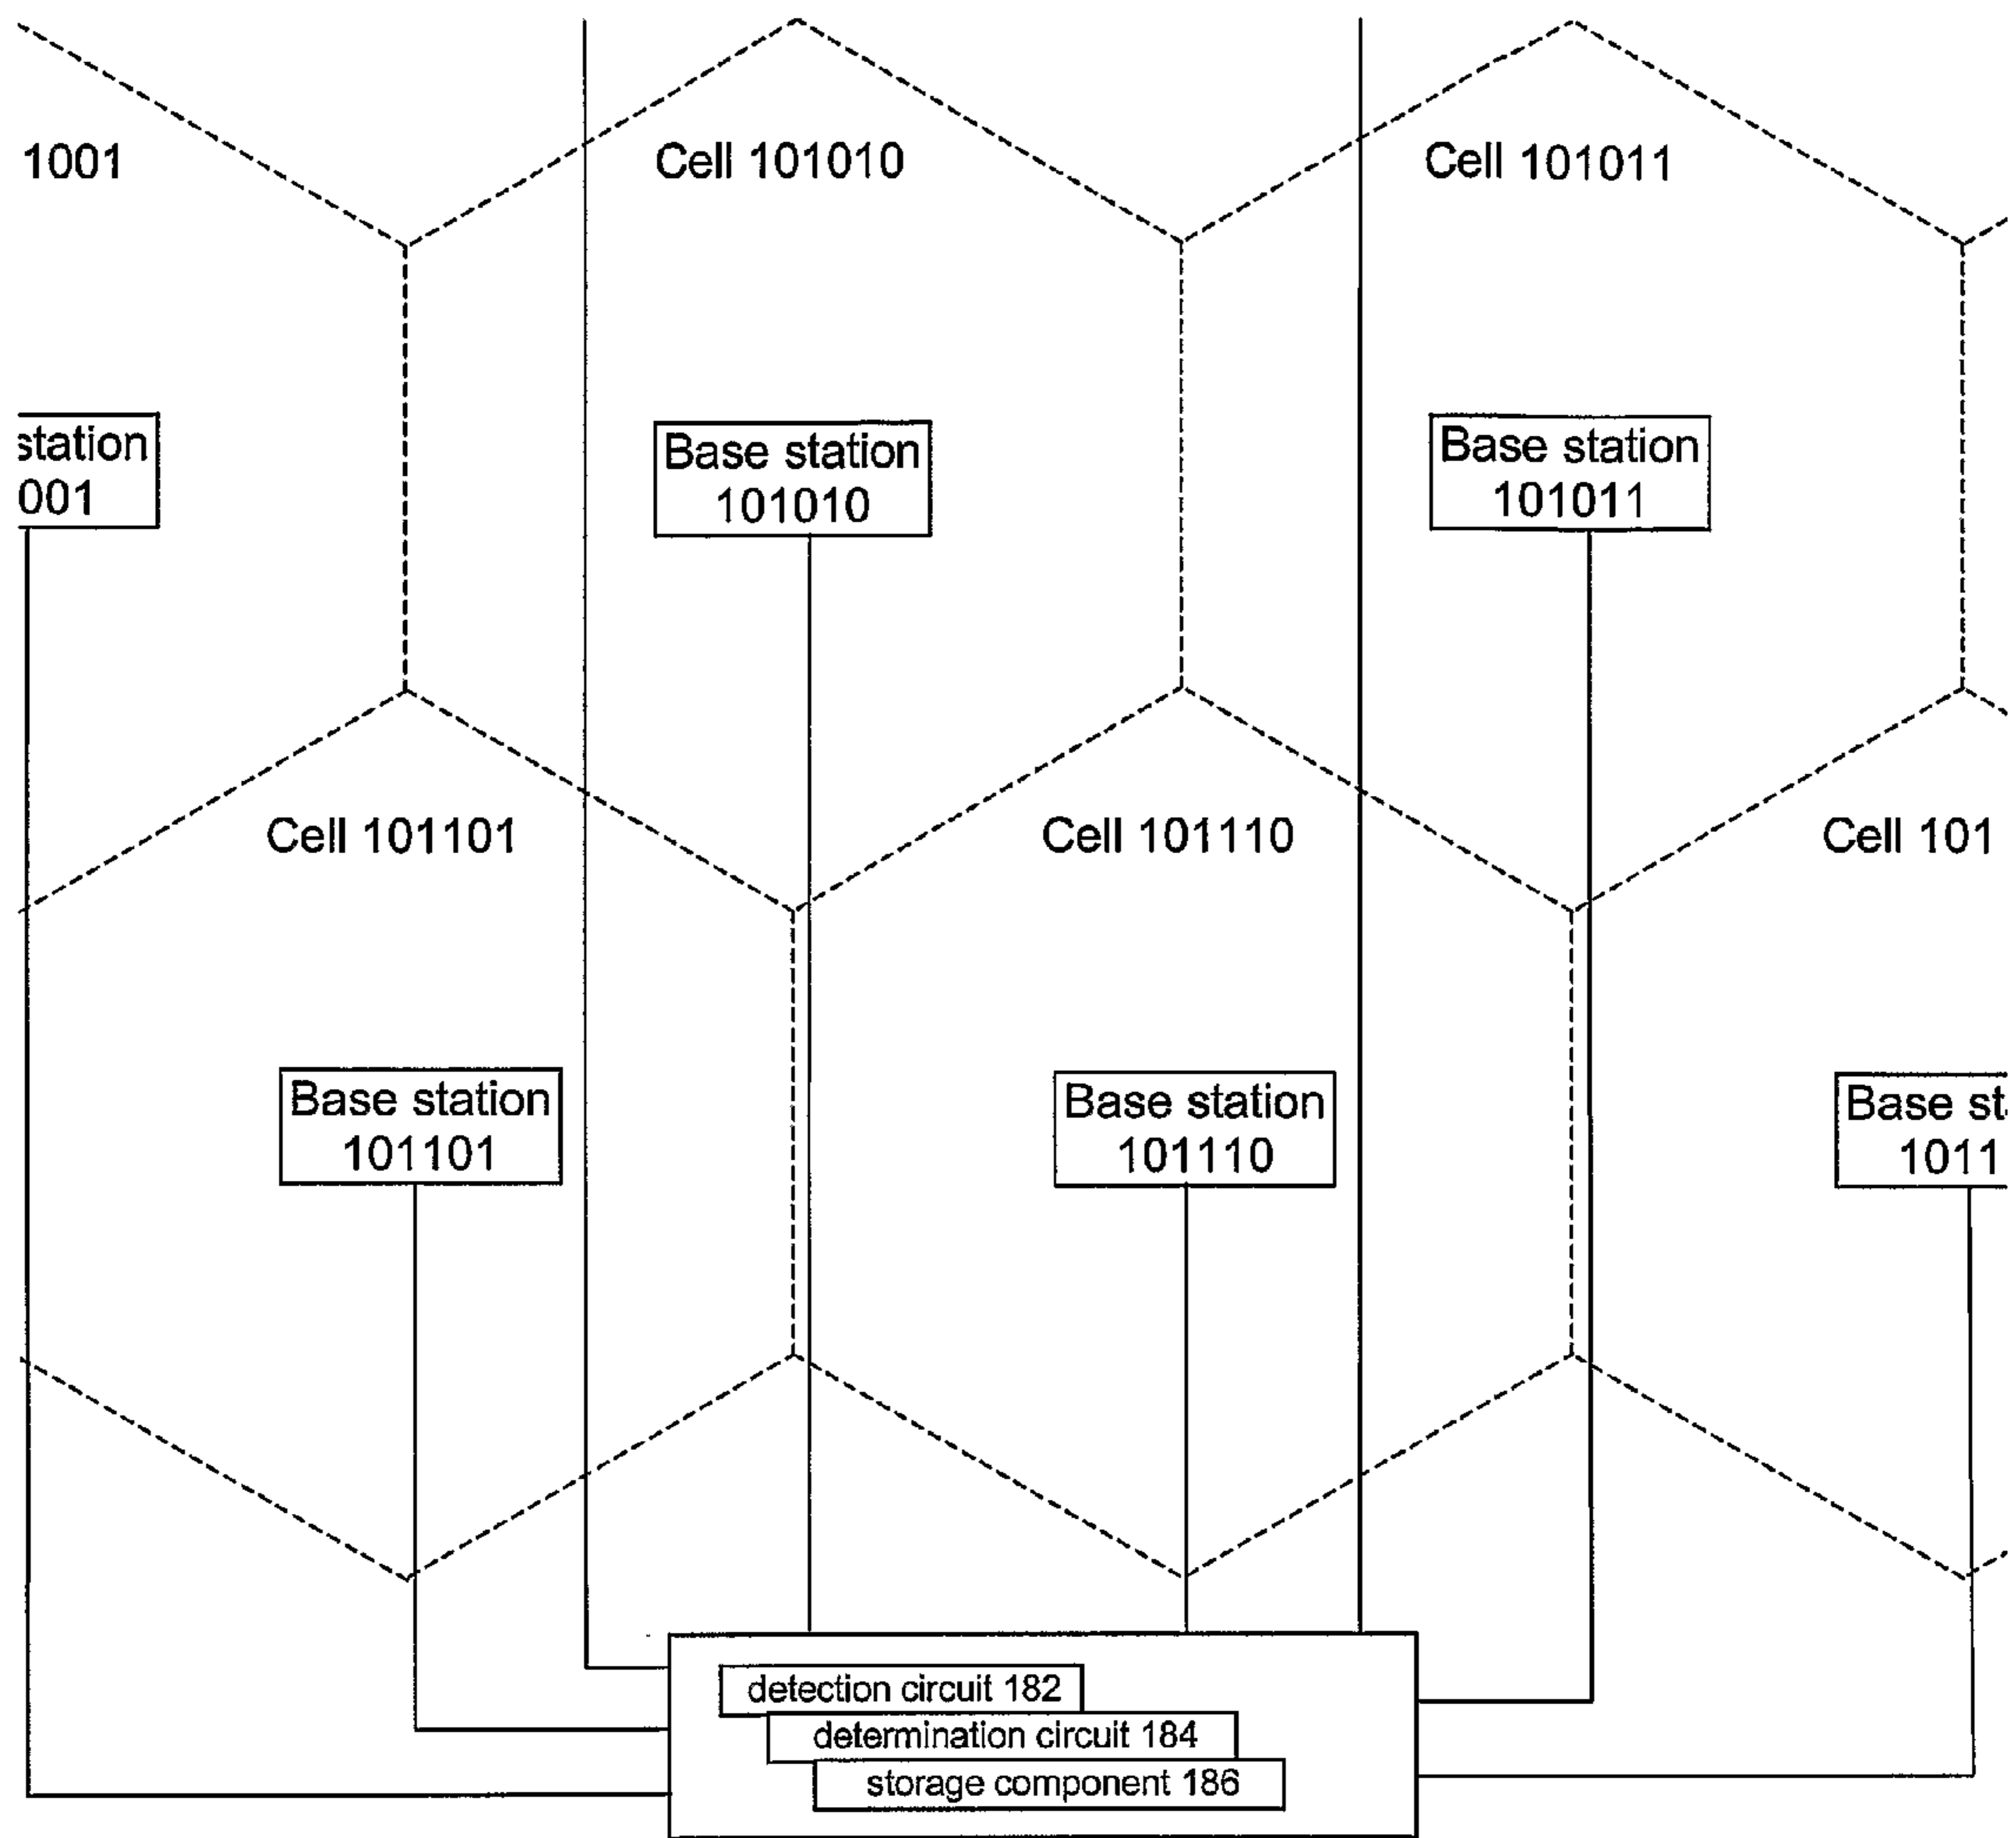 1001
Cell 101010
Cell 101011
station
001
Base station
101010
Base station
101011
Cell 101101
Cell 101110
Cell 101
Base station
101101
Base station
101110
Base st
1011
detection circuit 182
determination circuit 184
storage component 186